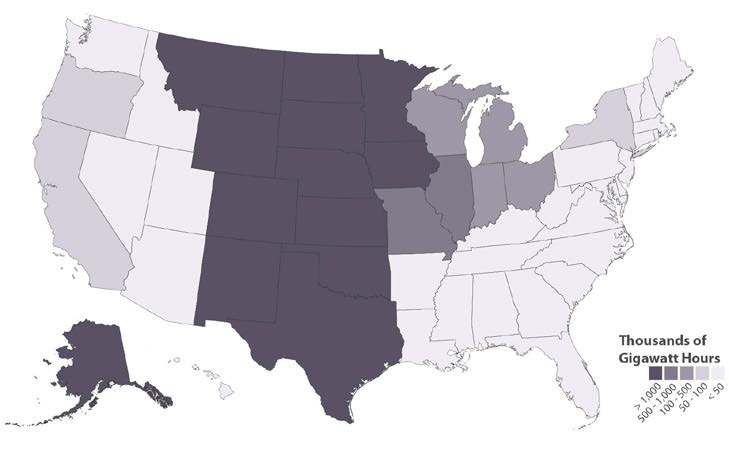 Thousands of
Gigawatt Hours
> 1,000
500 - 1,000
100 - 500
50 - 100
< 50